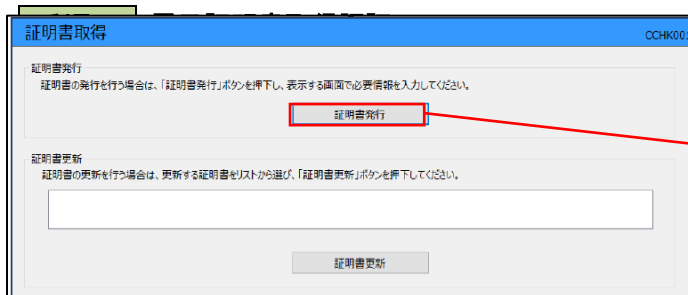 証明書取得
CCHK00
証明書発行
証明書の発行を行う場合は、「証明書発行」ボタンを押下し、表示する画面で必要情報を入力してください。
証明書発行
証明書更新
証明書の更新を行う場合は、更新する証明書をリストから選び、「証明書更新」ボタンを押下してください。
証明書更新